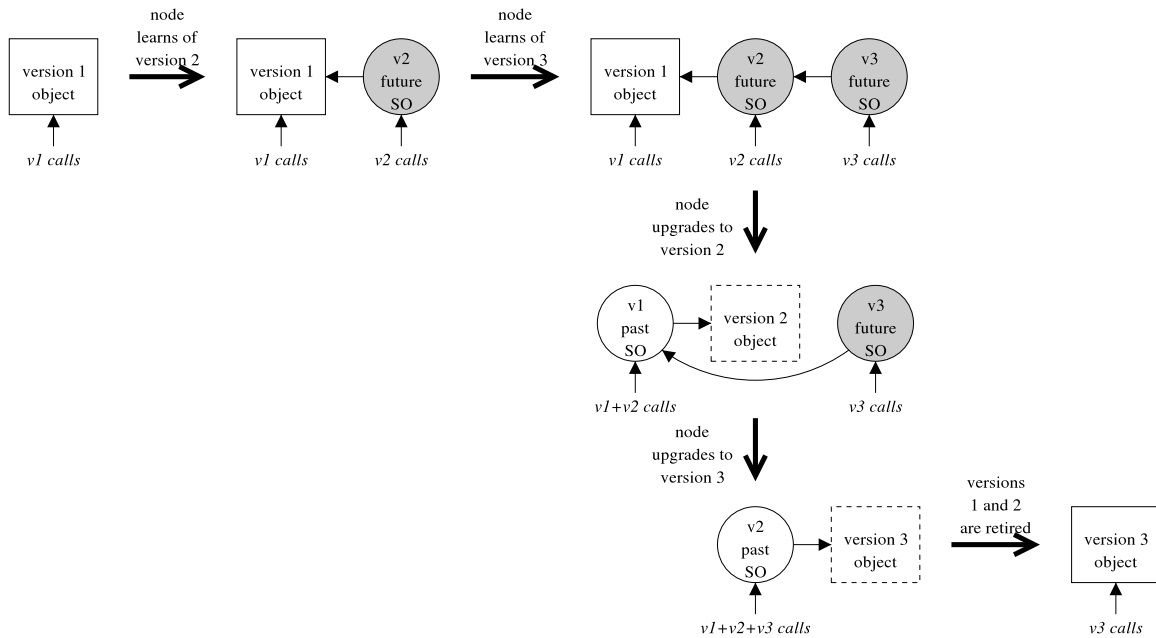 node
learns of
version 2
node
learns of
version 3
version 1
object
v1 calls
version 1
object
v1 calls
v2
future
SO
v2 calls
version 1
object
v1 calls
v2
future
SO
v2 calls
v3
future
SO
v3 calls
node
upgrades to
version 2
v1
past
SO
v1+v2 calls
version 2
object
v3
future
SO
v3 calls
node
upgrades to
version 3
v2
past
SO
v1+v2+v3 calls
version 3
object
versions
1 and 2
are retired
version 3
object
v3 calls